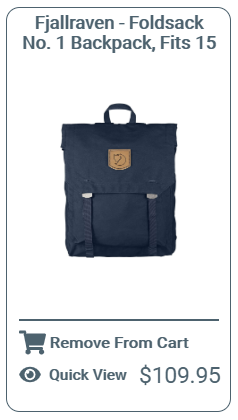 Fjallraven - Foldsack
No. 1 Backpack, Fits 15
Remove From Cart
Quick View $109.95